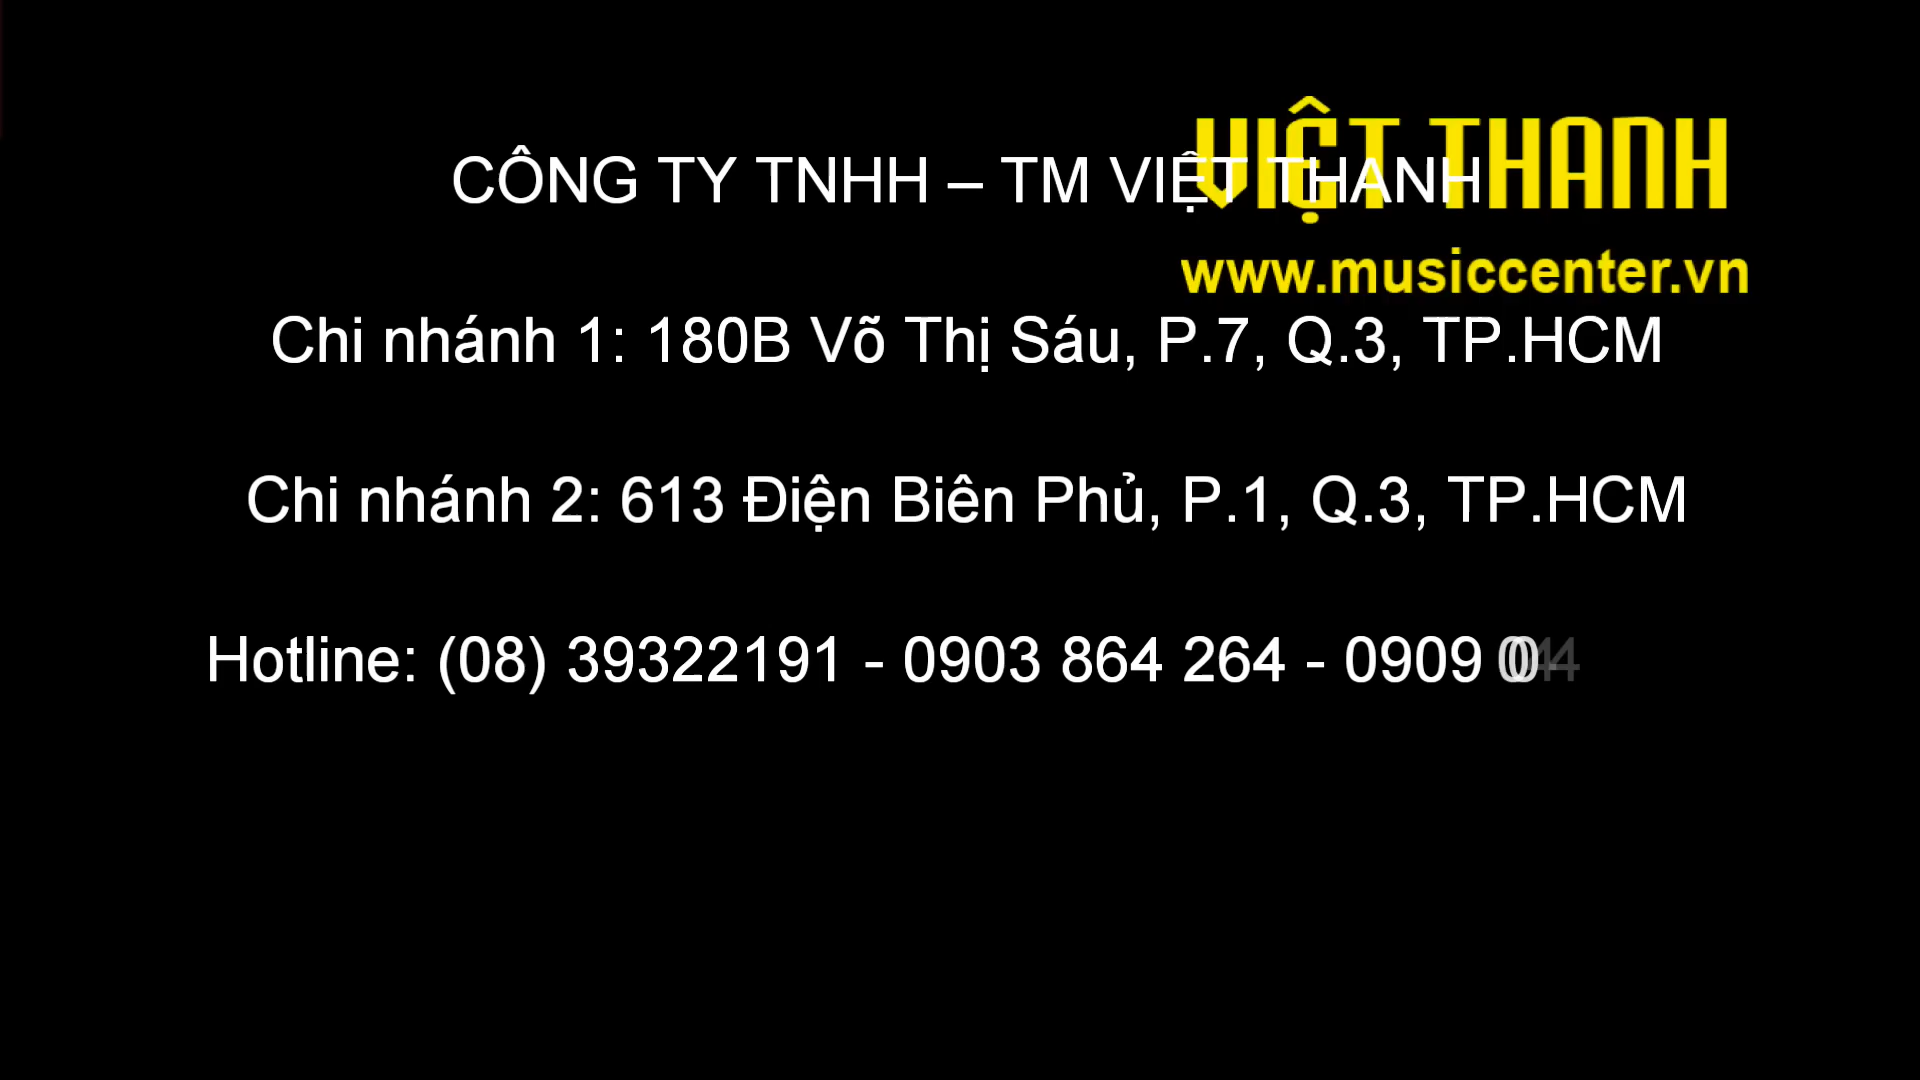 VIỆT THANH
CÔNG TY TNHH – TM VIỆT THANH
www.musiccenter.vn
Chi nhánh 1: 180B Võ Thị Sáu, P.7, Q.3, TP.HCM
Chi nhánh 2: 613 Điện Biên Phủ, P.1, Q.3, TP.HCM
Hotline: (08) 39322191 - 0903 864 264 - 0909